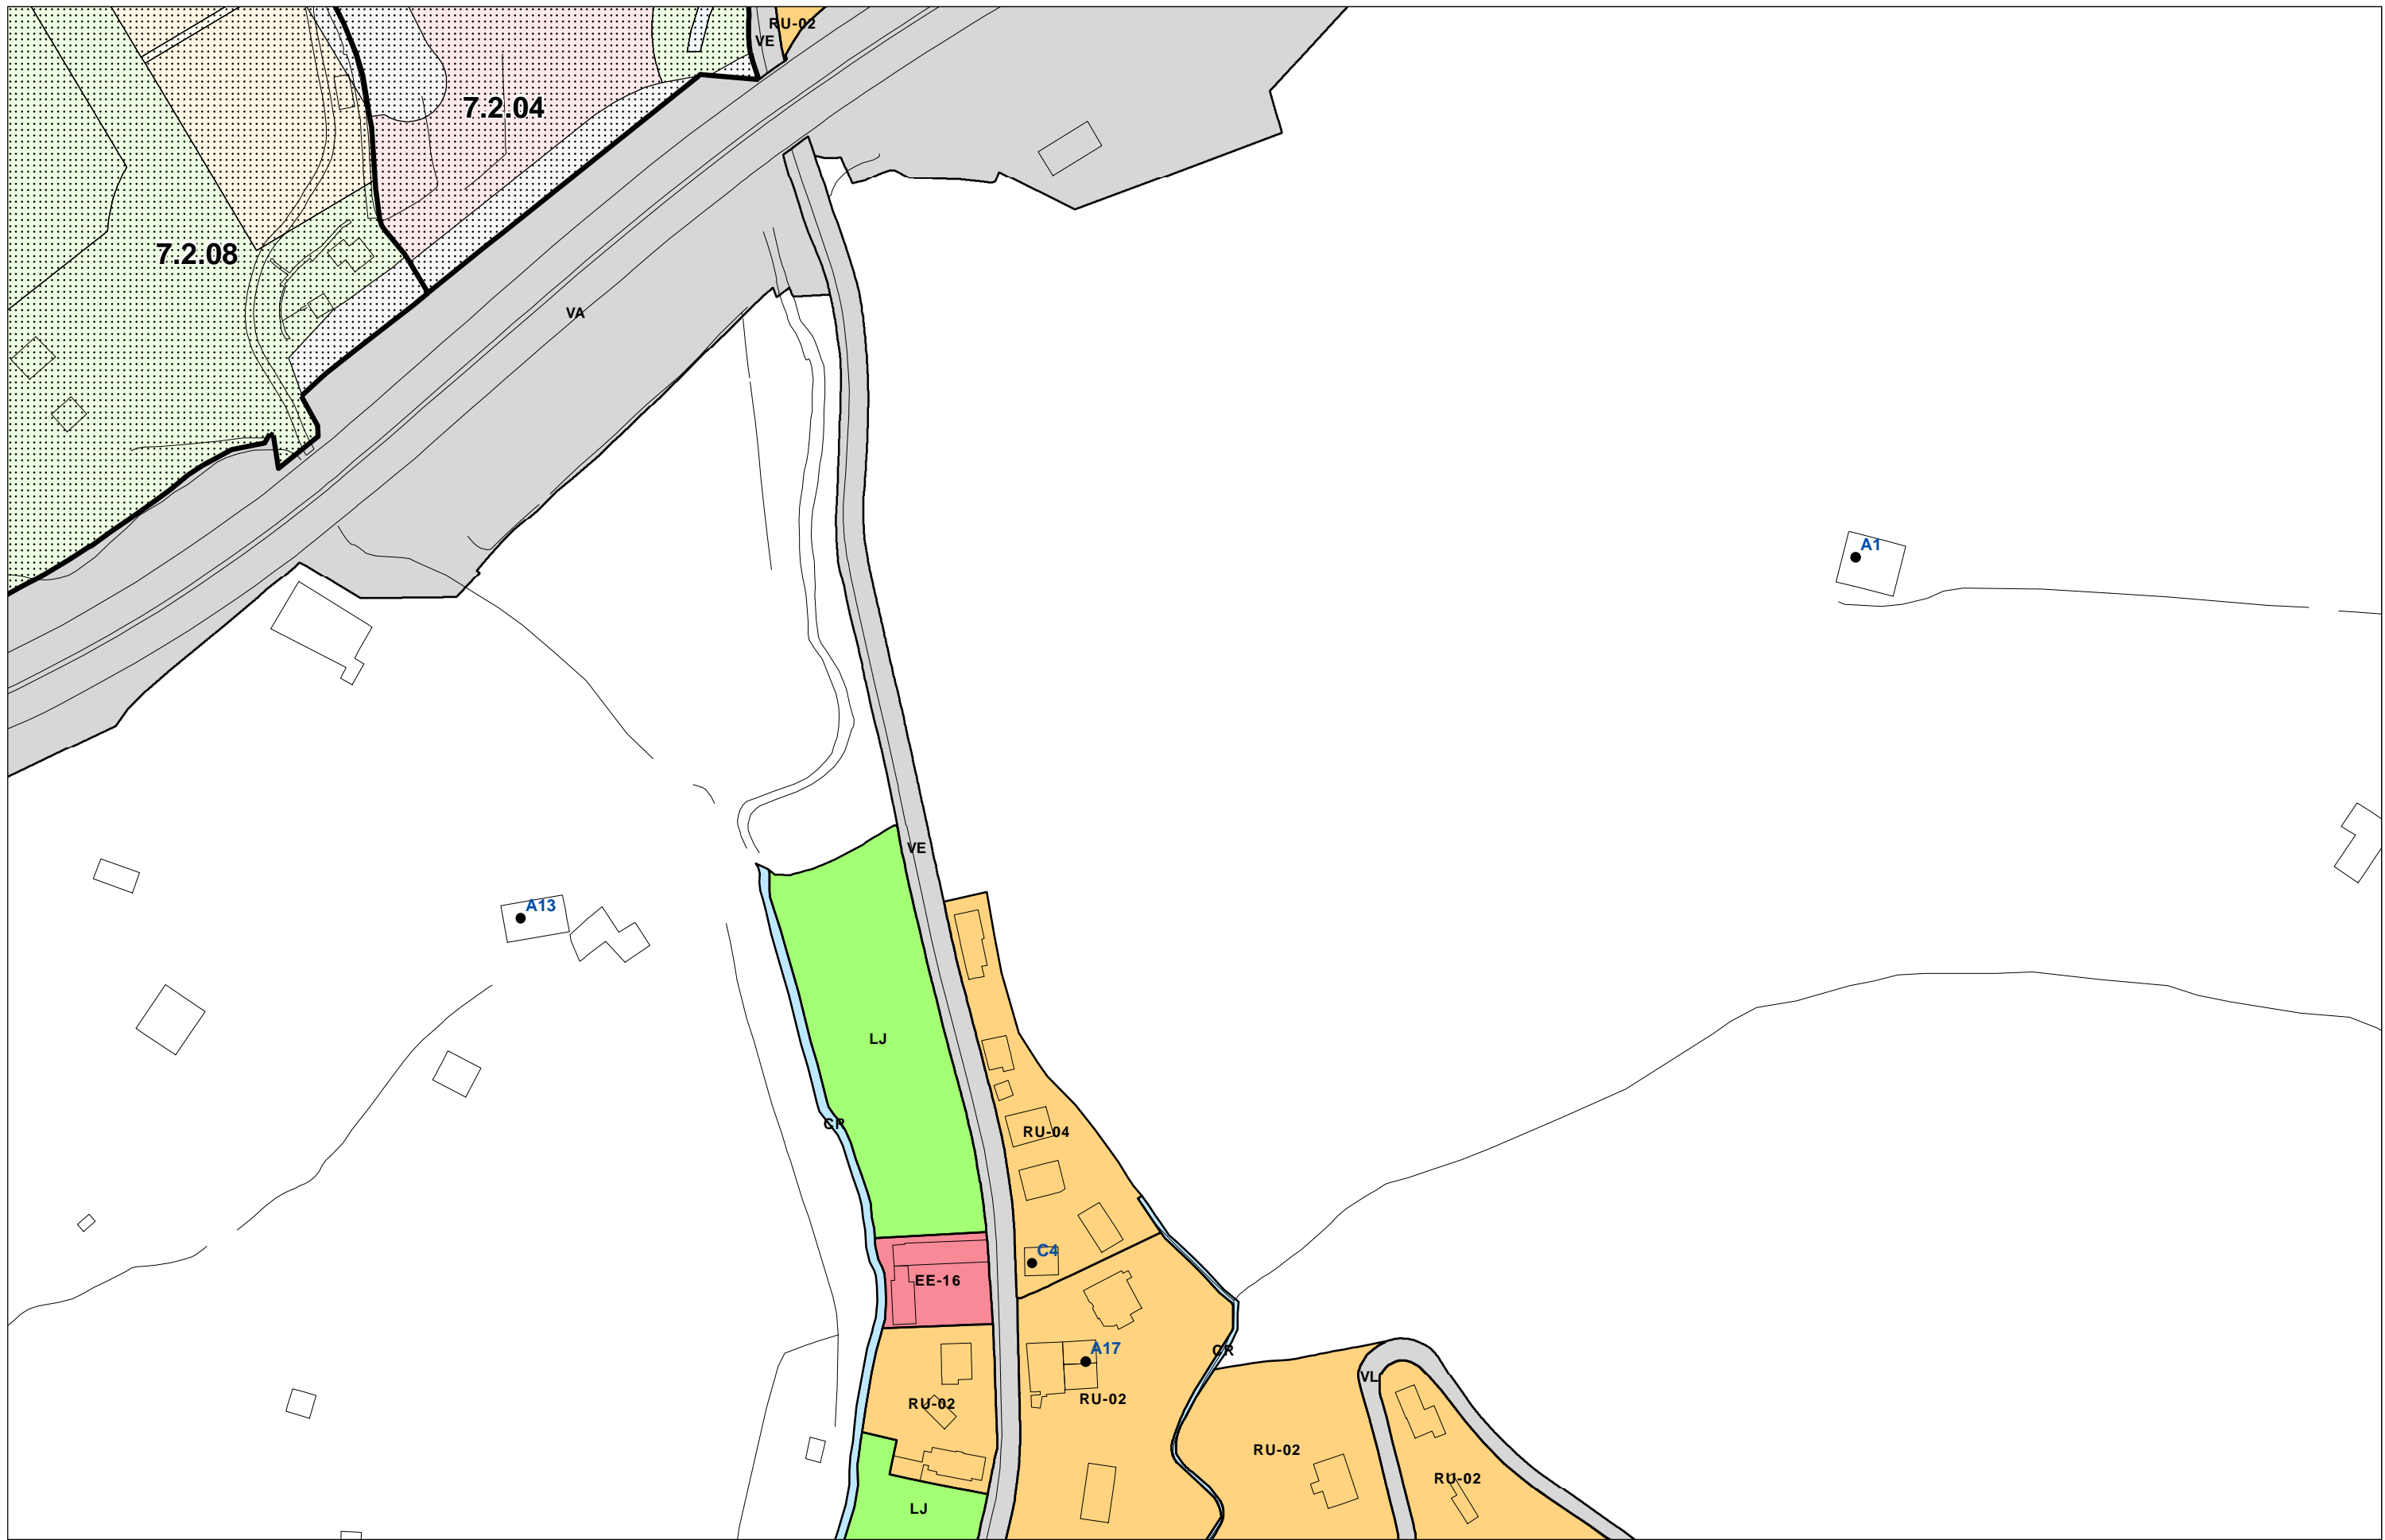 RU-02
VE
7.2.04
7.2.08
VA
A1
VE
A13
LJ
CR
RU-04
C4
EE-16
A17
CR
VL
RU-02
RU-02
RU-02
RU-02
LJ